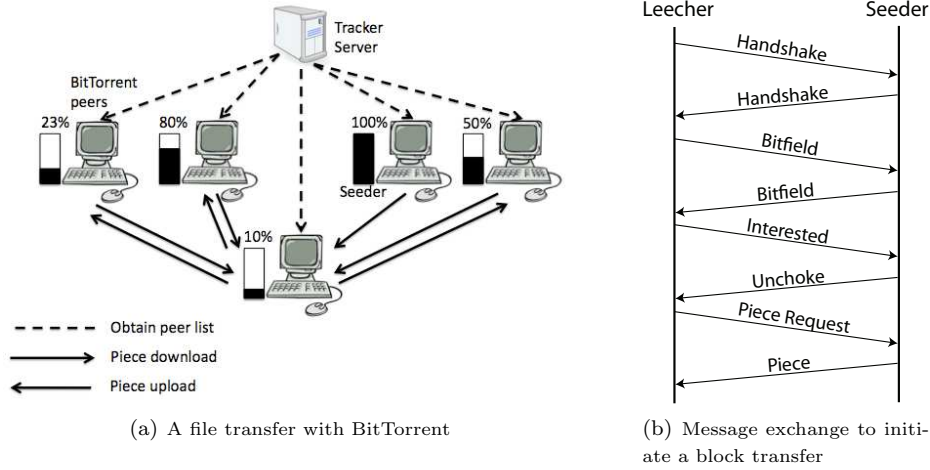 Tracker
Server
BitTorrent
peers
23%
80%
100%
50%
Seeder
10%
Obtain peer list
Piece download
Piece upload
(a) A file transfer with BitTorrent
Leecher
Seeder
Handshake
Handshake
Bitfield
Bitfield
Interested
Unchoke
Piece Request
Piece
(b) Message exchange to initi-
ate a block transfer